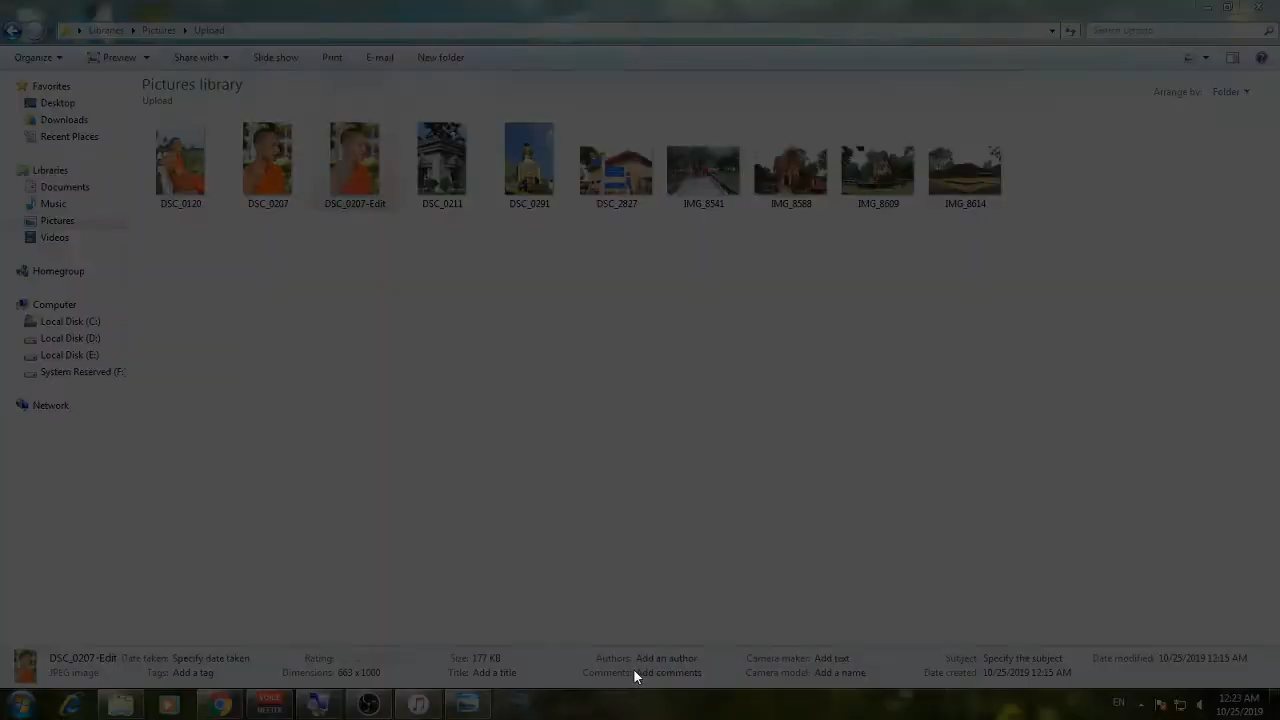 Libraries Pictures Upload
Organize Preview Share with Slide show Print E-mail New folder
Pictures library
Upload
Arrange by: Folder
Favorites
Desktop
Downloads
Recent Places
Libraries
Documents
Music
Pictures
Videos
Homegroup
Computer
Local Disk (C:)
Local Disk (D:)
Local Disk (E:)
System Reserved (F:)
Network
DSC_0120 DSC_0207 DSC_0207-Edit DSC_0211 DSC_0291 DSC_2827 IMG_8541 IMG_8588 IMG_8609 IMG_8614
DSC_0207-Edit Date taken: Specify date taken Rating: Size: 177 KB Authors: Add an author Camera maker: Add text Subject: Specify the subject Date modified: 10/25/2019 12:15 AM
JPEG image Tags: Add a tag Dimensions: 663 x 1000 Title: Add a title Comments: Add comments Camera model: Add a name Date created: 10/25/2019 12:15 AM
VOICE
MEETER
EN
12:23 AM
10/25/2019